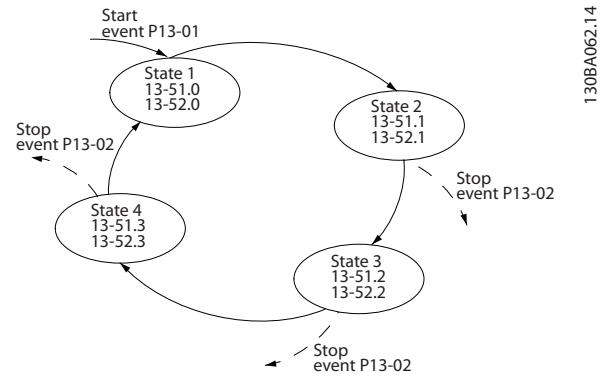 Start
event P13-01
State 1
13-51.0
13-52.0
State 2
13-51.1
13-52.1
Stop
event P13-02
Stop
event P13-02
State 4
13-51.3
13-52.3
State 3
13-51.2
13-52.2
Stop
event P13-02
130BA062.14